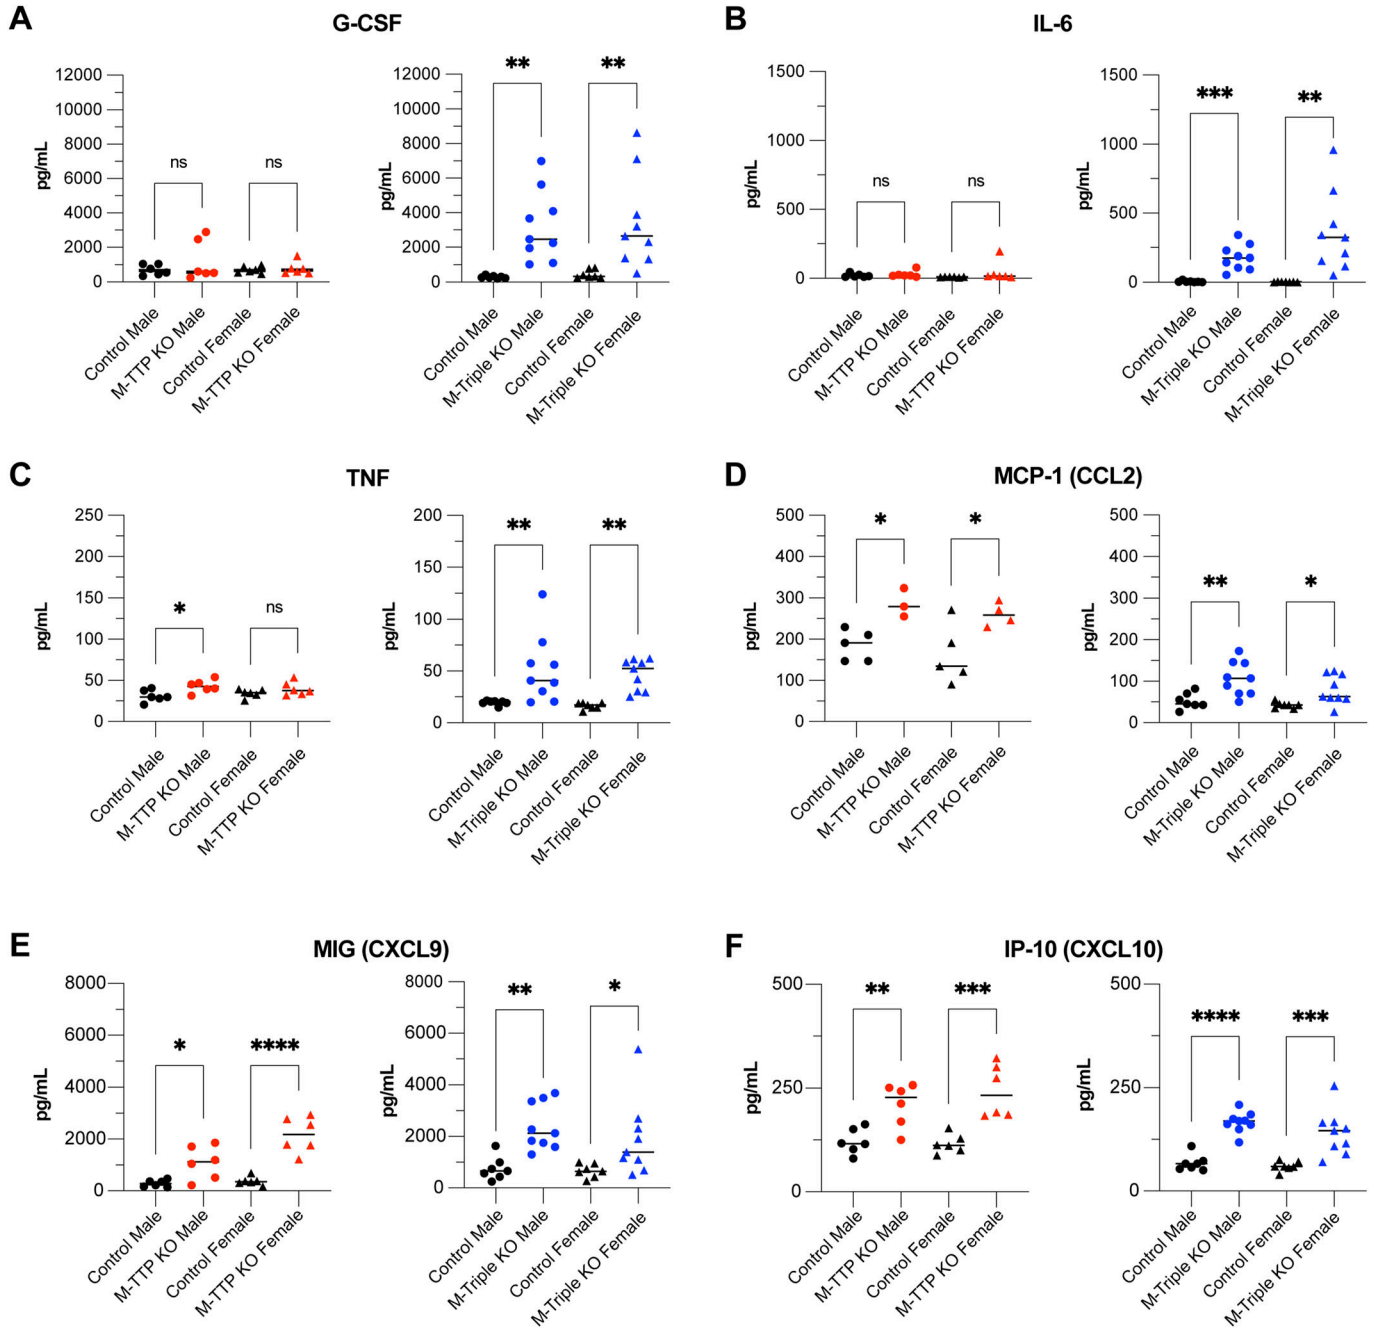 A
G-CSF
pg/mL
12000
10000
8000
6000
4000
2000
0
ns
ns
Control Male
M-TTP KO Male
Control Female
M-TTP KO Female
pg/mL
12000
10000
8000
6000
4000
2000
0
**
**
Control Male
M-Triple KO Male
Control Female
M-Triple KO Female
B
IL-6
pg/mL
1500
1000
500
0
ns
ns
Control Male
M-TTP KO Male
Control Female
M-TTP KO Female
pg/mL
1500
1000
500
0
***
**
Control Male
M-Triple KO Male
Control Female
M-Triple KO Female
C
TNF
pg/mL
250
200
150
100
50
0
*
ns
Control Male
M-TTP KO Male
Control Female
M-TTP KO Female
pg/mL
200
150
100
50
0
**
**
Control Male
M-Triple KO Male
Control Female
M-Triple KO Female
D
MCP-1 (CCL2)
pg/mL
500
400
300
200
100
0
*
*
Control Male
M-TTP KO Male
Control Female
M-TTP KO Female
pg/mL
500
400
300
200
100
0
**
*
Control Male
M-Triple KO Male
Control Female
M-Triple KO Female
E
MIG (CXCL9)
pg/mL
8000
6000
4000
2000
0
*
****
Control Male
M-TTP KO Male
Control Female
M-TTP KO Female
pg/mL
8000
6000
4000
2000
0
**
*
Control Male
M-Triple KO Male
Control Female
M-Triple KO Female
F
IP-10 (CXCL10)
pg/mL
500
250
0
**
***
Control Male
M-TTP KO Male
Control Female
M-TTP KO Female
pg/mL
500
250
0
****
***
Control Male
M-Triple KO Male
Control Female
M-Triple KO Female